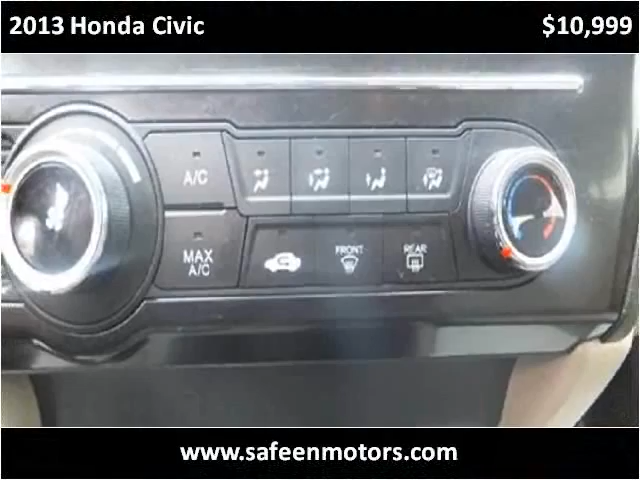 2013 Honda Civic
$10,999
A/C
MAX
A/C
FRONT
REAR
www.safeenmotors.com